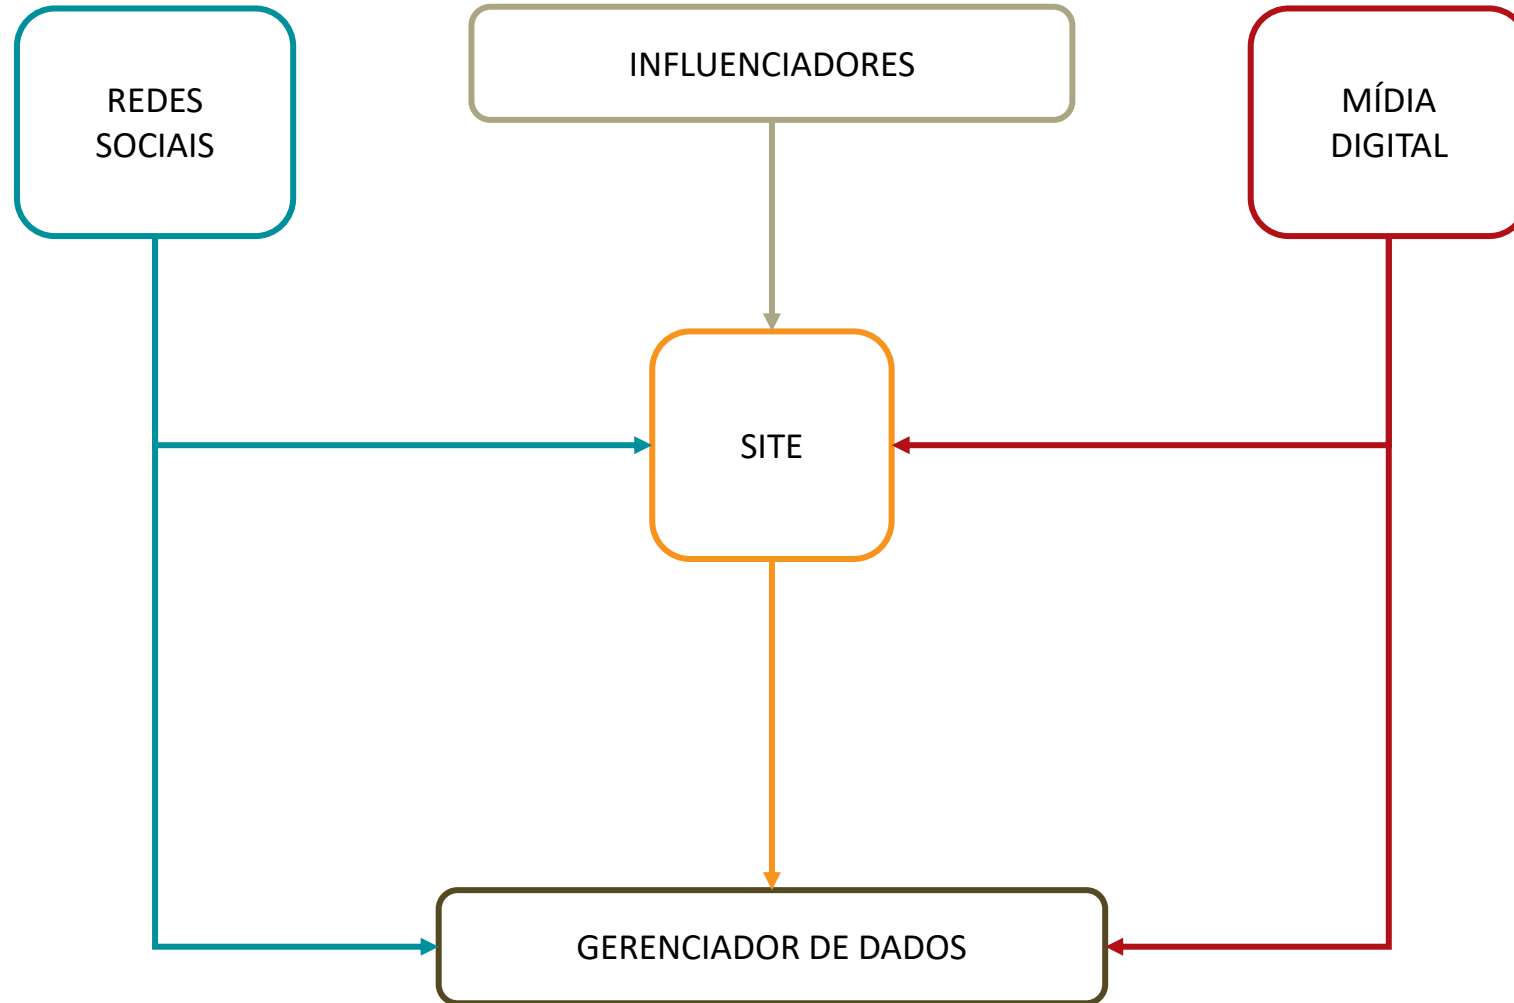 REDES
SOCIAIS
INFLUENCIADORES
MÍDIA
DIGITAL
SITE
GERENCIADOR DE DADOS